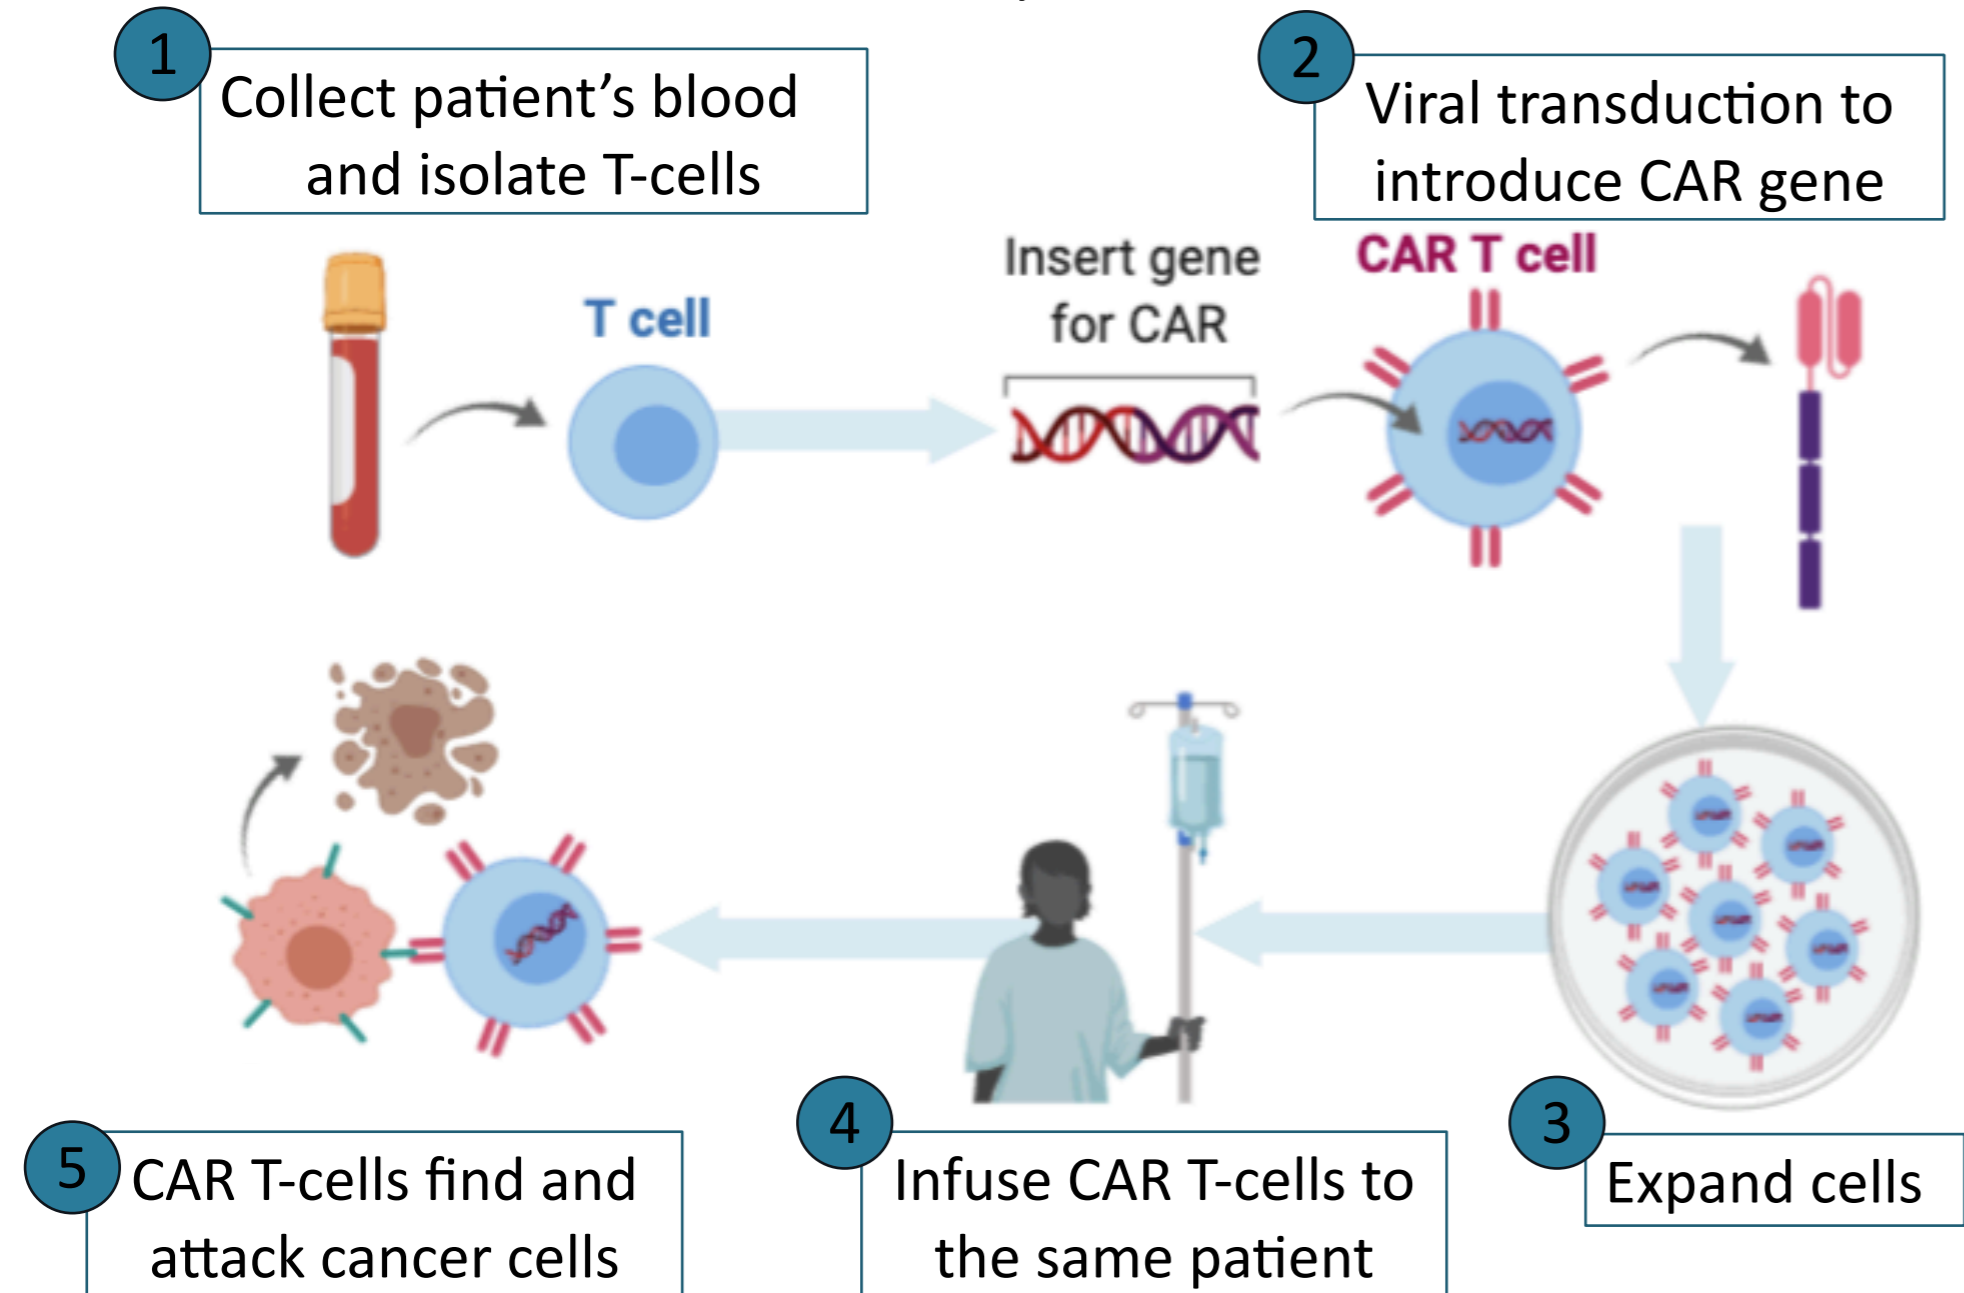 1
Collect patient’s blood
and isolate T-cells
2
Viral transduction to
introduce CAR gene
T cell
Insert gene
for CAR
CAR T cell
3
Expand cells
4
Infuse CAR T-cells to
the same patient
5
CAR T-cells find and
attack cancer cells